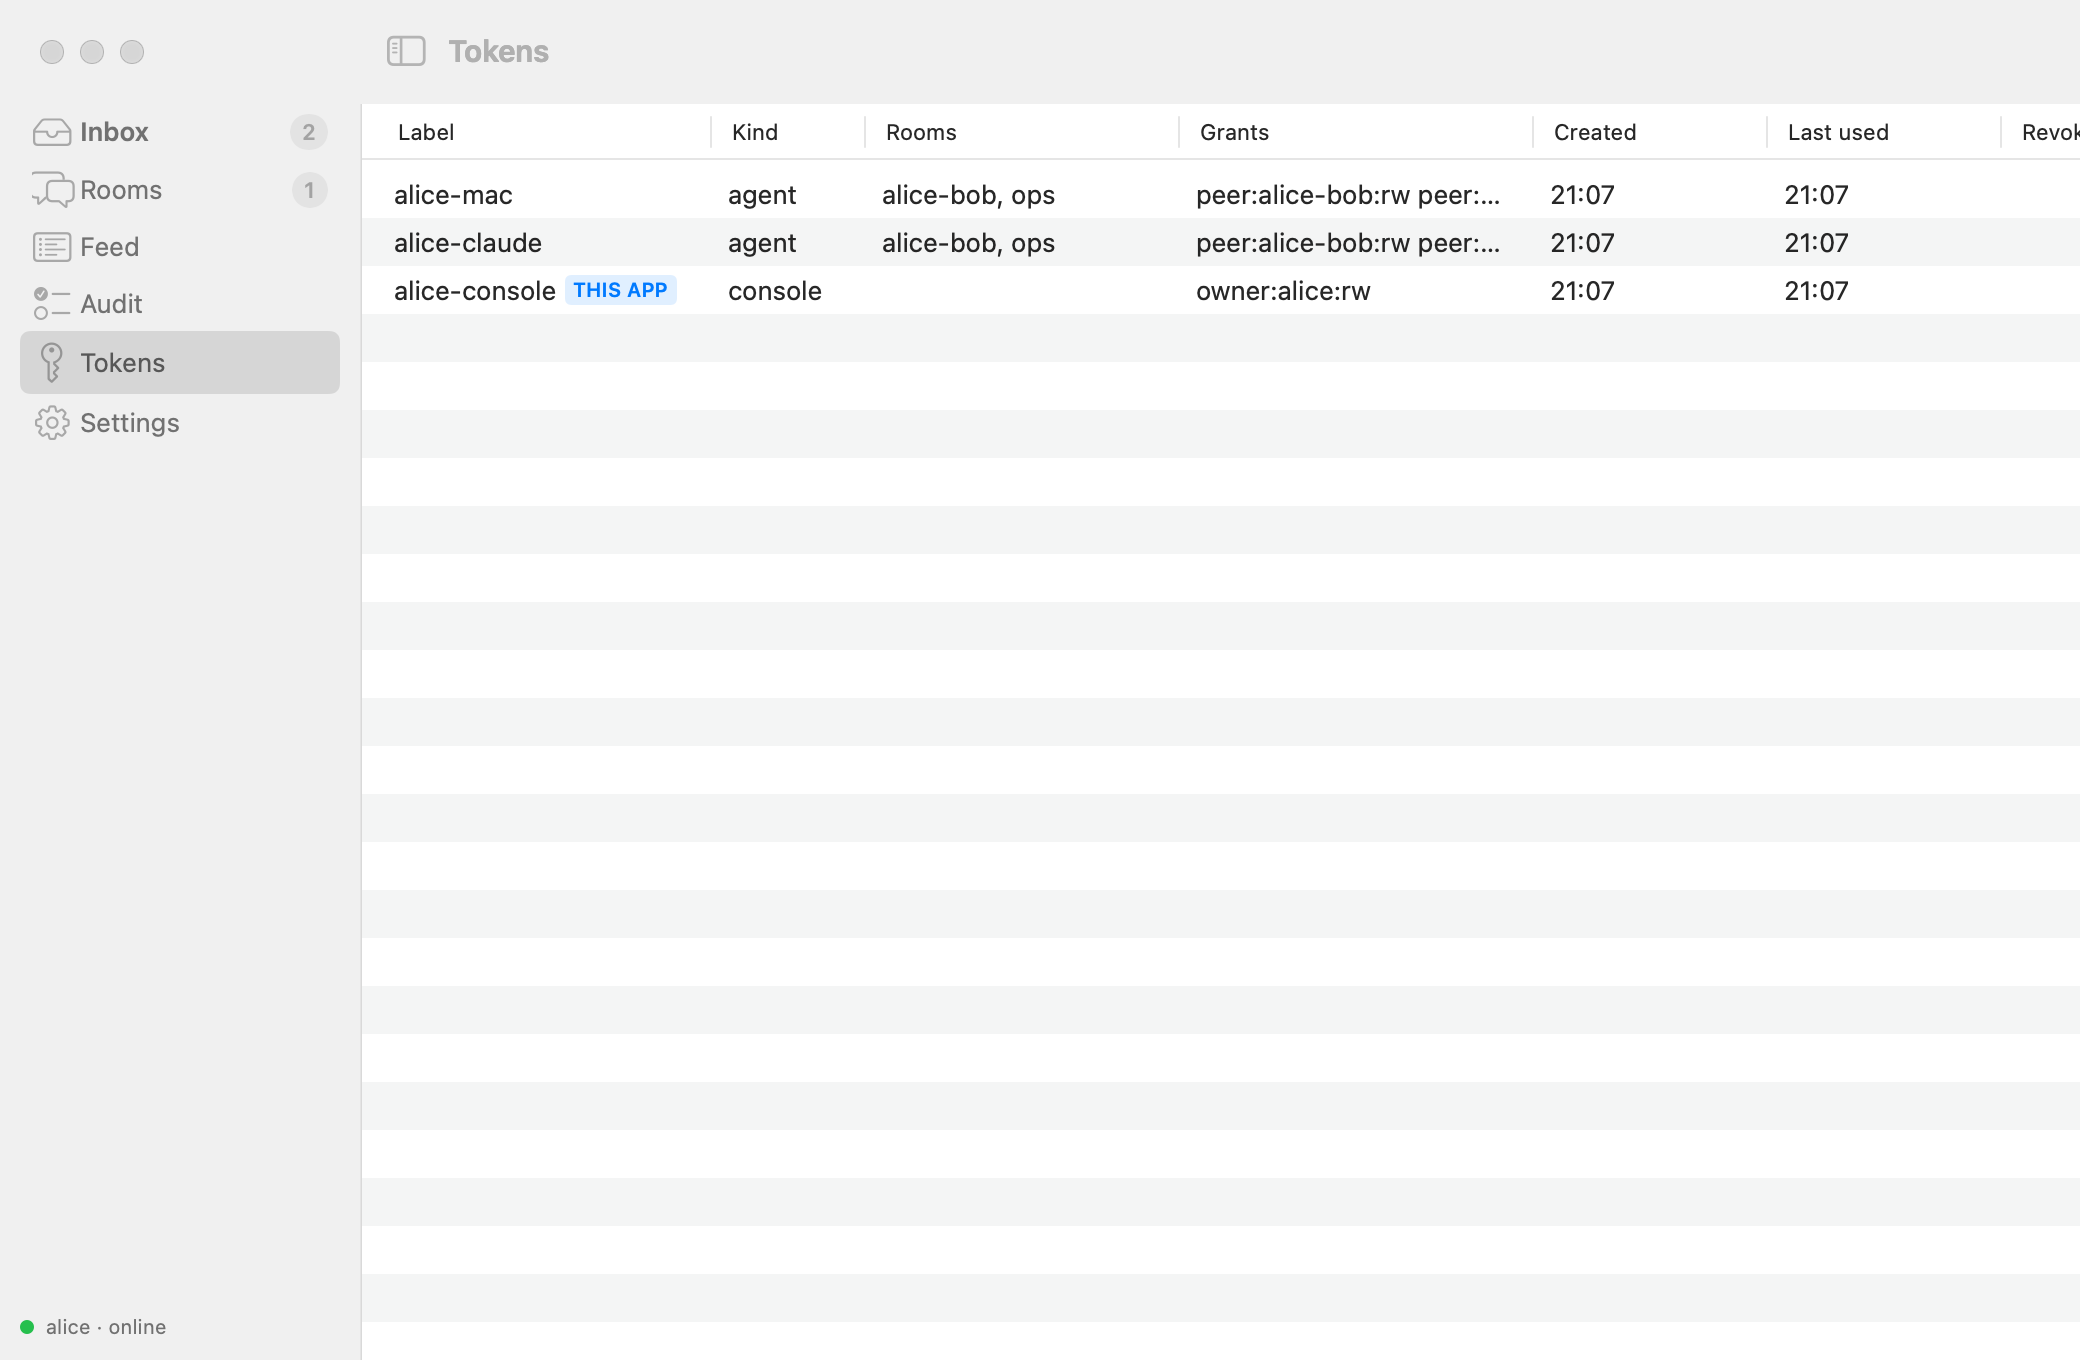 Tokens
Inbox 2
Rooms 1
Feed
Audit
Tokens
Settings
Label Kind Rooms Grants Created Last used Revok
alice-mac agent alice-bob, ops peer:alice-bob:rw peer:... 21:07 21:07
alice-claude agent alice-bob, ops peer:alice-bob:rw peer:... 21:07 21:07
alice-console THIS APP console owner:alice:rw 21:07 21:07
alice · online